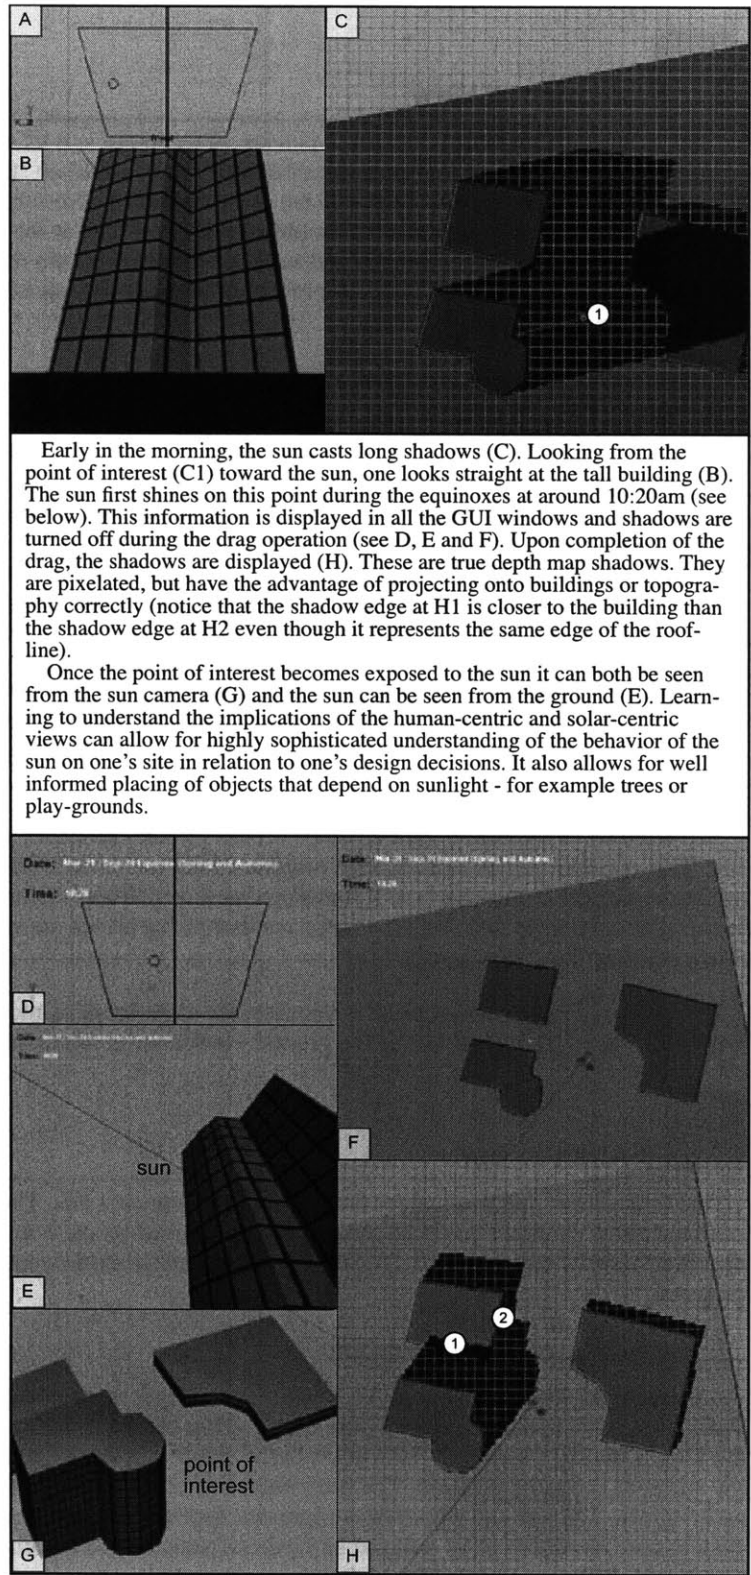 A
C
B
1
Early in the morning, the sun casts long shadows (C). Looking from the
point of interest (C1) toward the sun, one looks straight at the tall building (B).
The sun first shines on this point during the equinoxes at around 10:20am (see
below). This information is displayed in all the GUI windows and shadows are
turned off during the drag operation (see D, E and F). Upon completion of the
drag, the shadows are displayed (H). These are true depth map shadows. They
are pixelated, but have the advantage of projecting onto buildings or topogra-
phy correctly (notice that the shadow edge at H1 is closer to the building than
the shadow edge at H2 even though it represents the same edge of the roof-
line).
Once the point of interest becomes exposed to the sun it can both be seen
from the sun camera (G) and the sun can be seen from the ground (E). Learn-
ing to understand the implications of the human-centric and solar-centric
views can allow for highly sophisticated understanding of the behavior of the
sun on one's site in relation to one's design decisions. It also allows for well
informed placing of objects that depend on sunlight - for example trees or
play-grounds.
Date:
Time:
D
Date:
Time:
F
sun
E
2
1
point of
interest
G
H